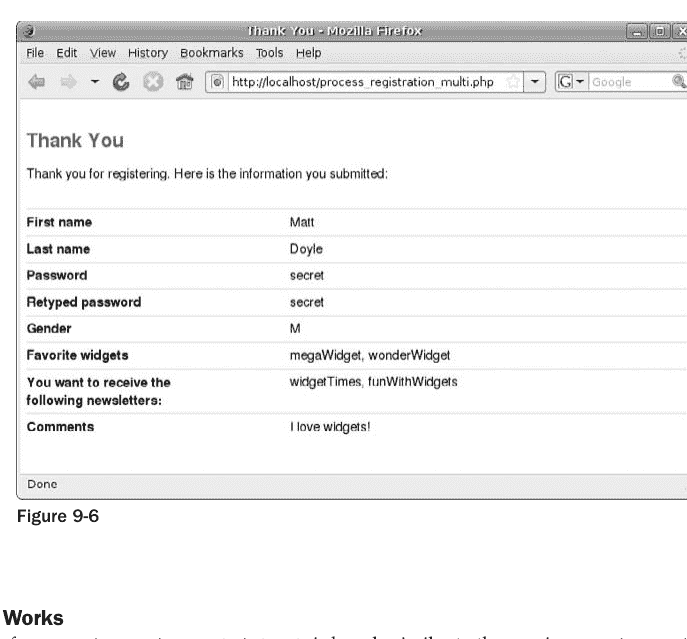 Thank You - Mozilla Firefox
File Edit View History Bookmarks Tools Help
http://localhost/process_registration_multi.php
G Google
Thank You
Thank you for registering. Here is the information you submitted:
First name Matt
Last name Doyle
Password secret
Retyped password secret
Gender M
Favorite widgets megaWidget, wonderWidget
You want to receive the following newsletters: widgetTimes, funWithWidgets
Comments I love widgets!
Done
Figure 9-6
Works